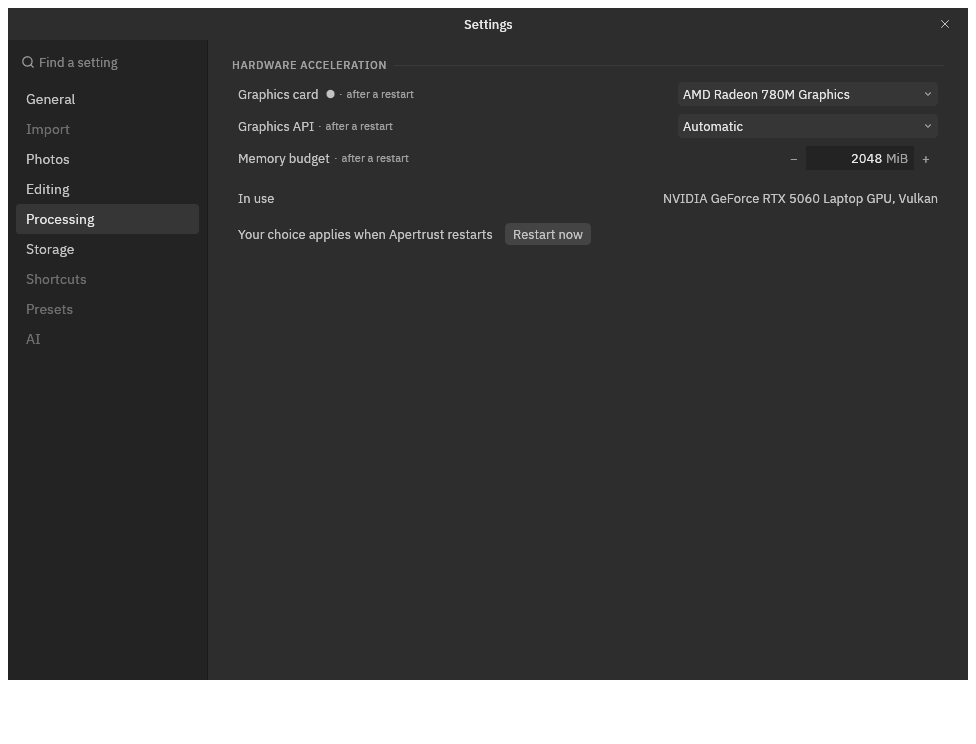 Settings
Find a setting
General
Import
Photos
Editing
Processing
Storage
Shortcuts
Presets
AI
HARDWARE ACCELERATION
Graphics card · after a restart AMD Radeon 780M Graphics
Graphics API · after a restart Automatic
Memory budget · after a restart − 2048 MiB +
In use NVIDIA GeForce RTX 5060 Laptop GPU, Vulkan
Your choice applies when Apertrust restarts Restart now